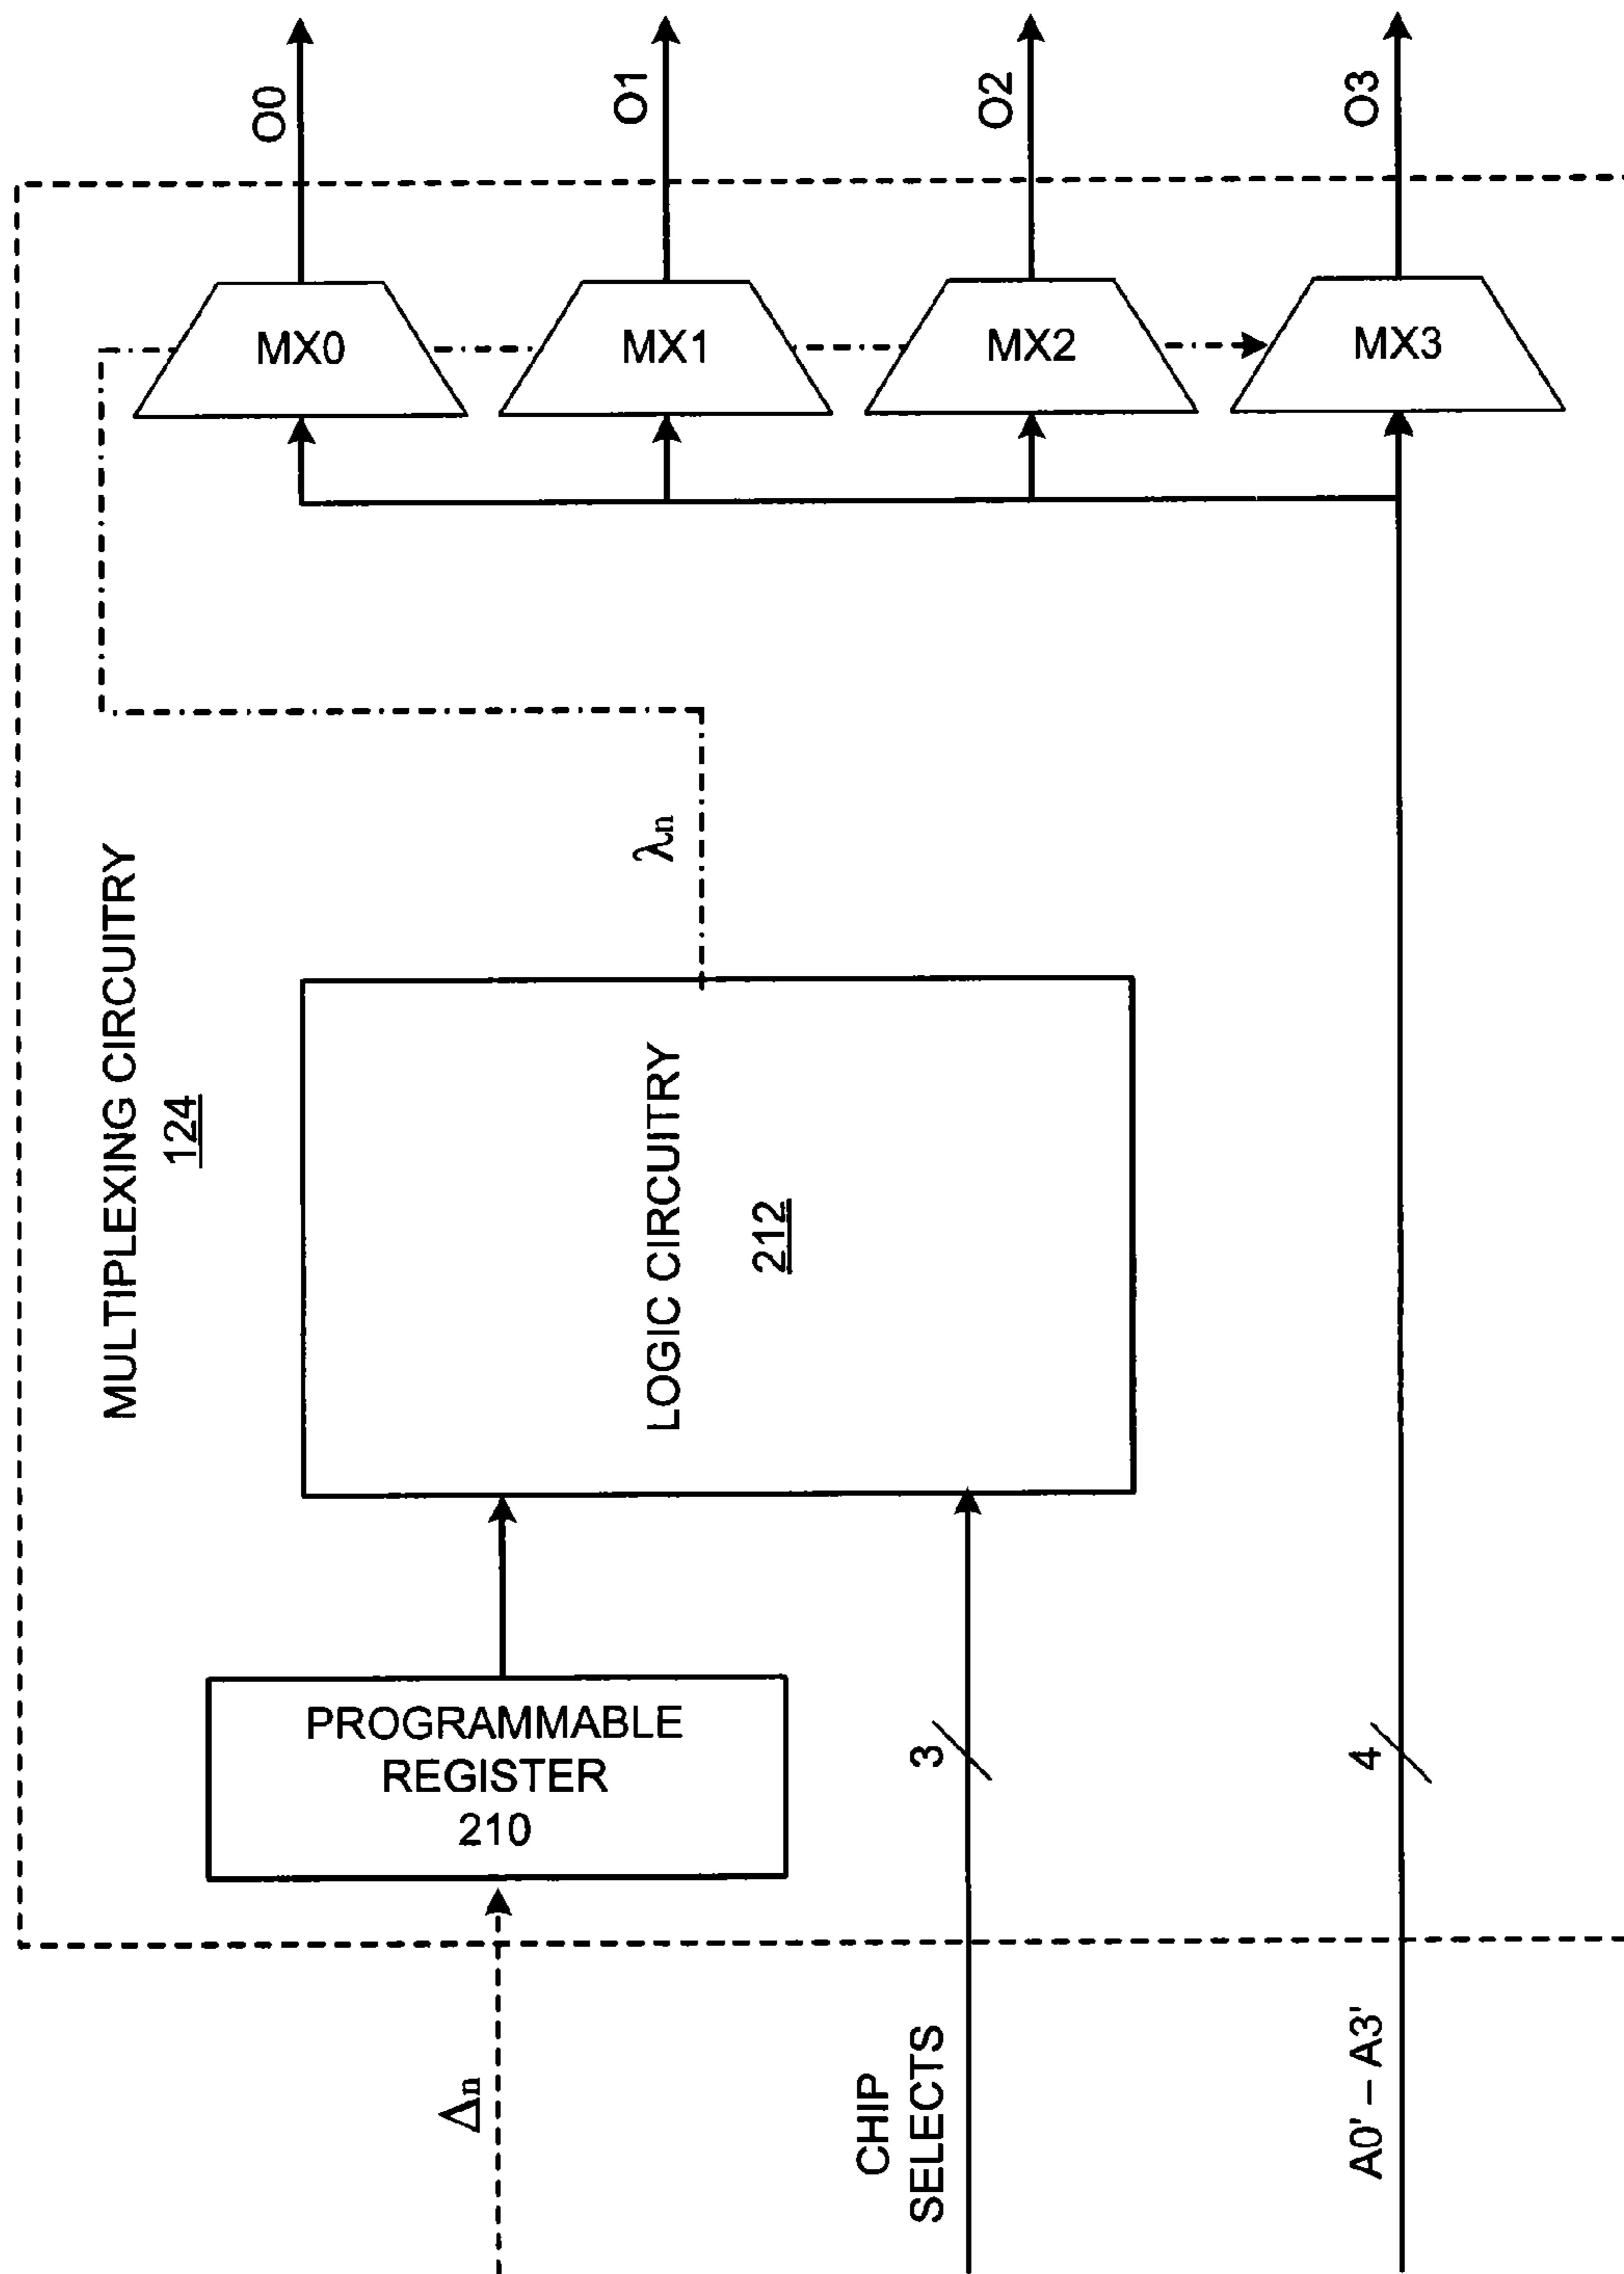 MULTIPLEXING CIRCUITRY
124
O0
O1
O2
O3
MX0
MX1
MX2
MX3
λn
LOGIC CIRCUITRY
212
PROGRAMMABLE
REGISTER
210
3
4
Δn
CHIP
SELECTS
A0' – A3'